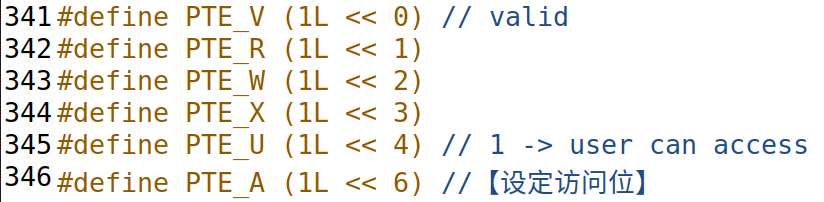 341 #define PTE_V (1L << 0) // valid
342 #define PTE_R (1L << 1)
343 #define PTE_W (1L << 2)
344 #define PTE_X (1L << 3)
345 #define PTE_U (1L << 4) // 1 -> user can access
346 #define PTE_A (1L << 6) //【设定访问位】